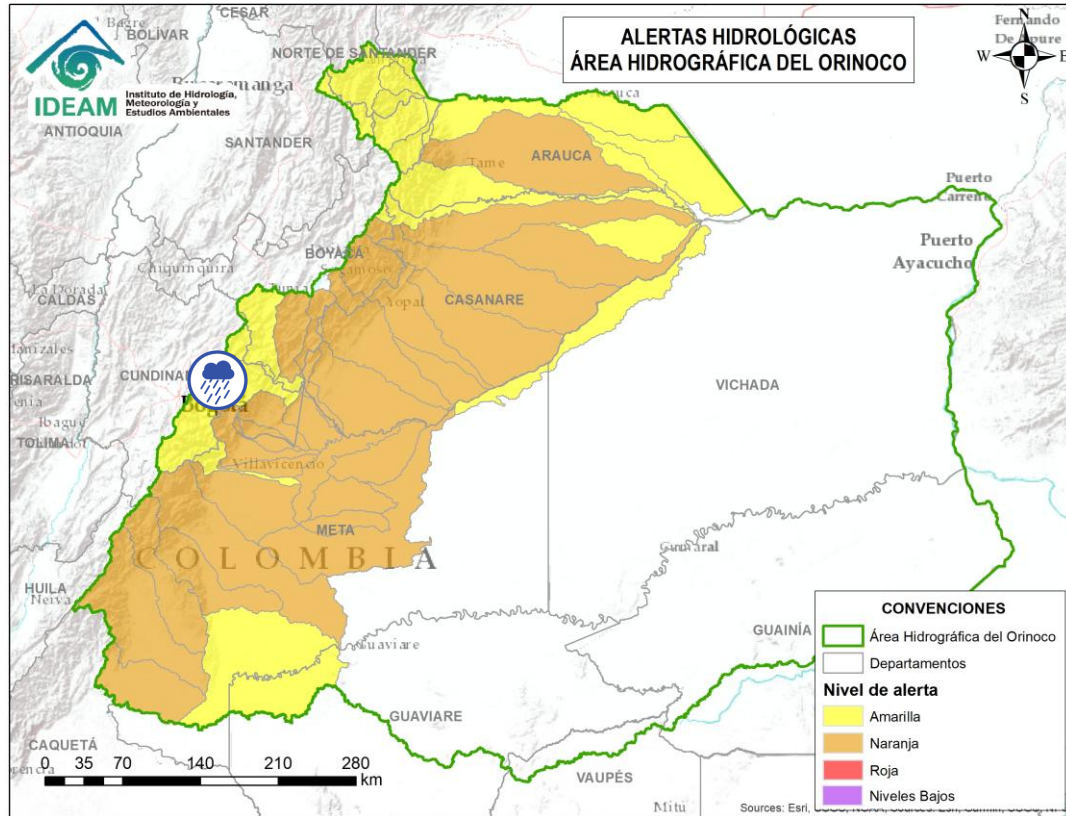 ALERTAS HIDROLÓGICAS
ÁREA HIDROGRÁFICA DEL ORINOCO
N
W
E
S
IDEAM
Instituto de Hidrología,
Meteorología y
Estudios Ambientales
CESAR
BOLÍVAR
NORTE DE SANTANDER
ANTIOQUIA
SANTANDER
Tame
ARAUCA
Puerto
Carreño
Puerto
Ayacucho
BOYACÁ
Chiquinquira
La Dorada
CALDAS
Yopal
CASANARE
RISARALDA
VICHADA
Bogotá
Ibagué
TOLIMA
Villavicencio
META
COLOMBIA
HUILA
Neiva
Guaviare
GUAINÍA
GUAVIARE
CAQUETÁ
VAUPÉS
Mitú
0 35 70 140 210 280
km
CONVENCIONES
Área Hidrográfica del Orinoco
Departamentos
Nivel de alerta
Amarilla
Naranja
Roja
Niveles Bajos
Sources: Esri,